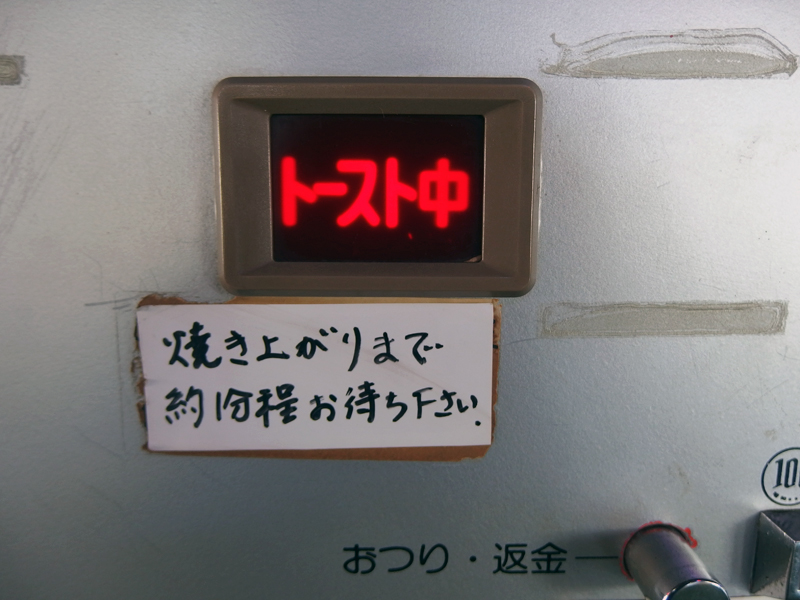 トースト中
焼き上がりまで
約1分程お待ち下さい.
おつり・返金
10